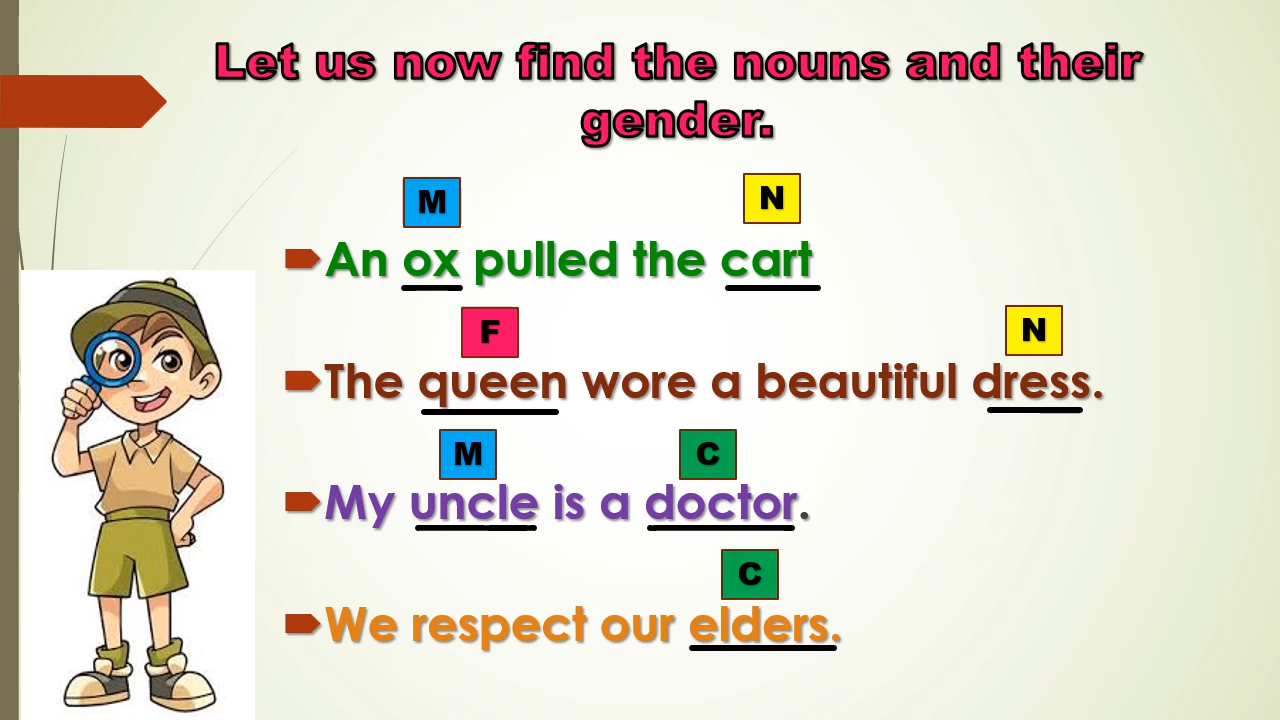 Let us now find the nouns and their
gender.
M N
An ox pulled the cart
F N
The queen wore a beautiful dress.
M C
My uncle is a doctor.
C
We respect our elders.